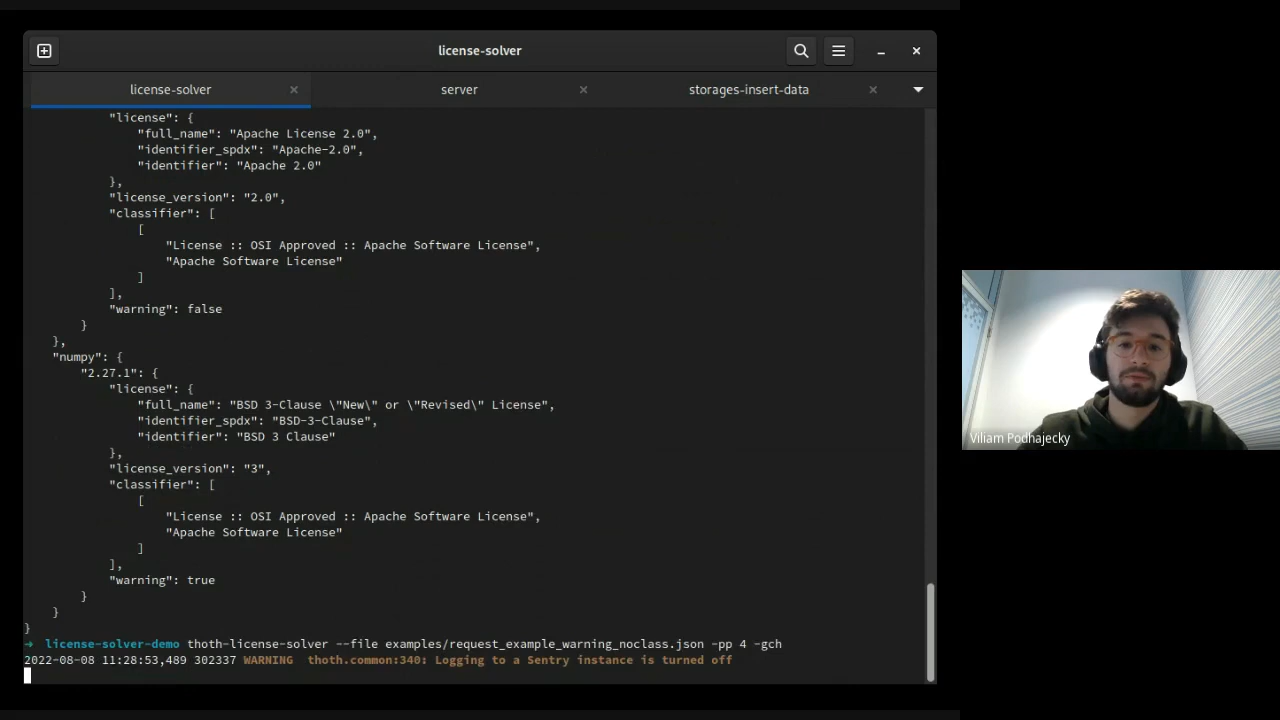 license-solver
license-solver
server
storages-insert-data
"license": {
"full_name": "Apache License 2.0",
"identifier_spdx": "Apache-2.0",
"identifier": "Apache 2.0"
},
"license_version": "2.0",
"classifier": [
[
"License :: OSI Approved :: Apache Software License",
"Apache Software License"
]
],
"warning": false
}
},
"numpy": {
"2.27.1": {
"license": {
"full_name": "BSD 3-Clause \"New\" or \"Revised\" License",
"identifier_spdx": "BSD-3-Clause",
"identifier": "BSD 3 Clause"
},
"license_version": "3",
"classifier": [
[
"License :: OSI Approved :: Apache Software License",
"Apache Software License"
]
],
"warning": true
}
}
}
→ license-solver-demo thoth-license-solver --file examples/request_example_warning_noclass.json -pp 4 -gch
2022-08-08 11:28:53,489 302337 WARNING thoth.common:340: Logging to a Sentry instance is turned off
Viliam Podhajecky